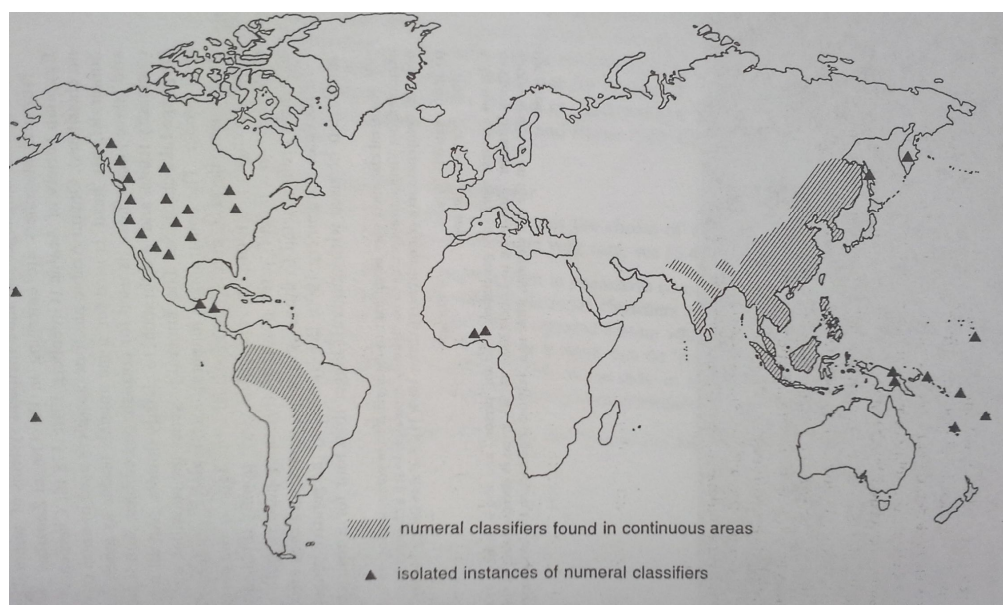 numeral classifiers found in continuous areas
isolated instances of numeral classifiers